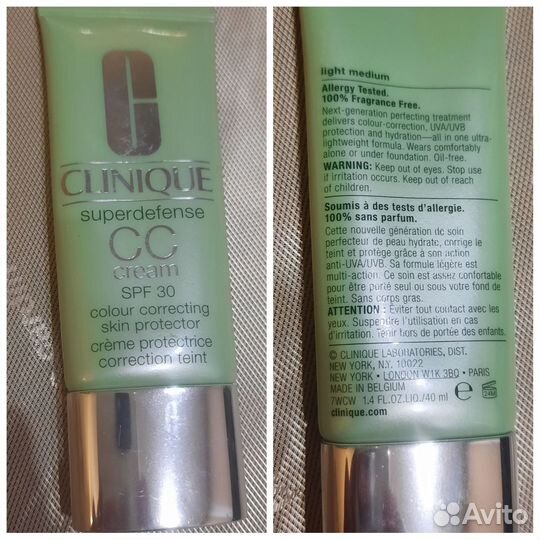 CLINIQUE
superdefense
CC
cream
SPF 30
colour correcting
skin protector
crème protectrice
correction teint
light medium
Allergy Tested.
100% Fragrance Free.
Next-generation perfecting treatment
delivers colour-correction, UVA/UVB
protection and hydration—all in one ultra-
lightweight formula. Wears comfortably
alone or under foundation. Oil-free.
WARNING: Keep out of eyes. Stop use
if irritation occurs. Keep out of reach
of children.
Soumis à des tests d'allergie.
100% sans parfum.
Cette nouvelle génération de soin
perfecteur de peau hydrate, corrige le
teint et protège grâce à son action
anti-UVA/UVB. Sa formule légère est
multi-action. Ce soin est assez confortable
pour être porté seul ou sous votre fond de
teint. Sans corps gras.
ATTENTION : Éviter tout contact avec les
yeux. Suspendre l'utilisation en cas
d'irritation. Tenir hors de portée des enfants.
© CLINIQUE LABORATORIES, DIST.
NEW YORK, N.Y. 10022
NEW YORK • LONDON W1K 3BQ • PARIS
MADE IN BELGIUM
7WCW 1.4 FL.OZ.LIQ./40 ml e 24M
clinique.com
Avito